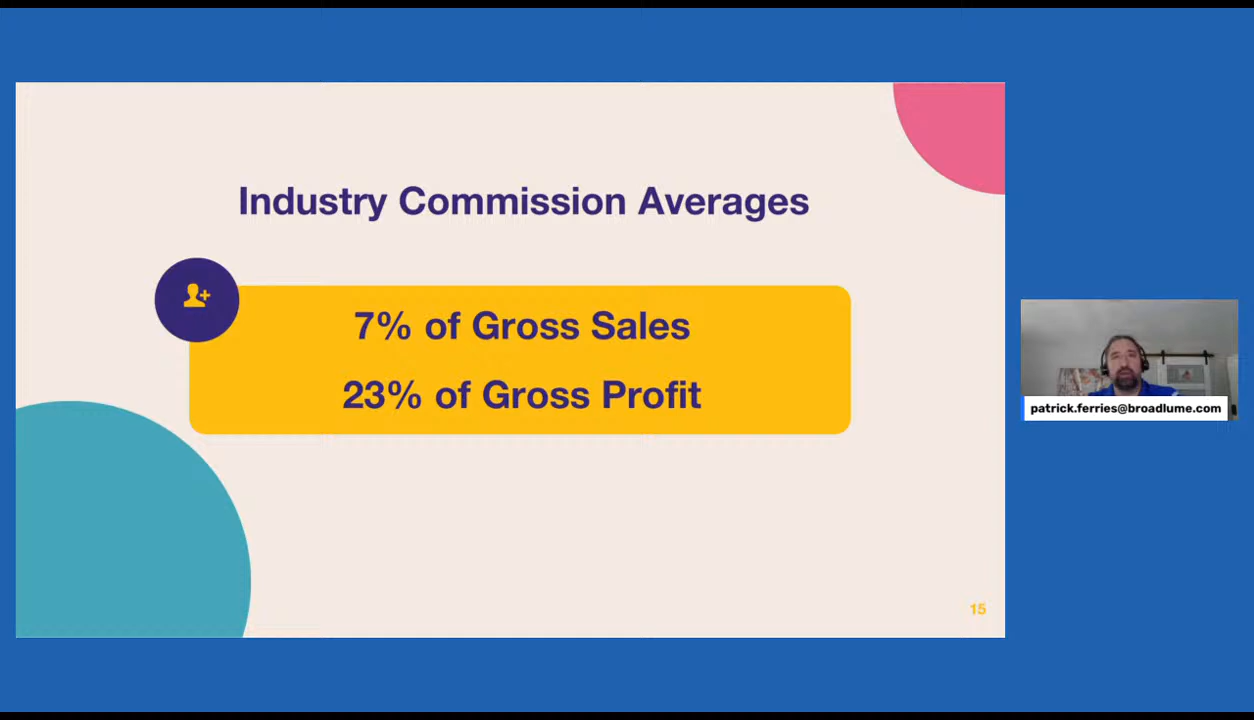 Industry Commission Averages
7% of Gross Sales
23% of Gross Profit
patrick.ferries@broadlume.com
15